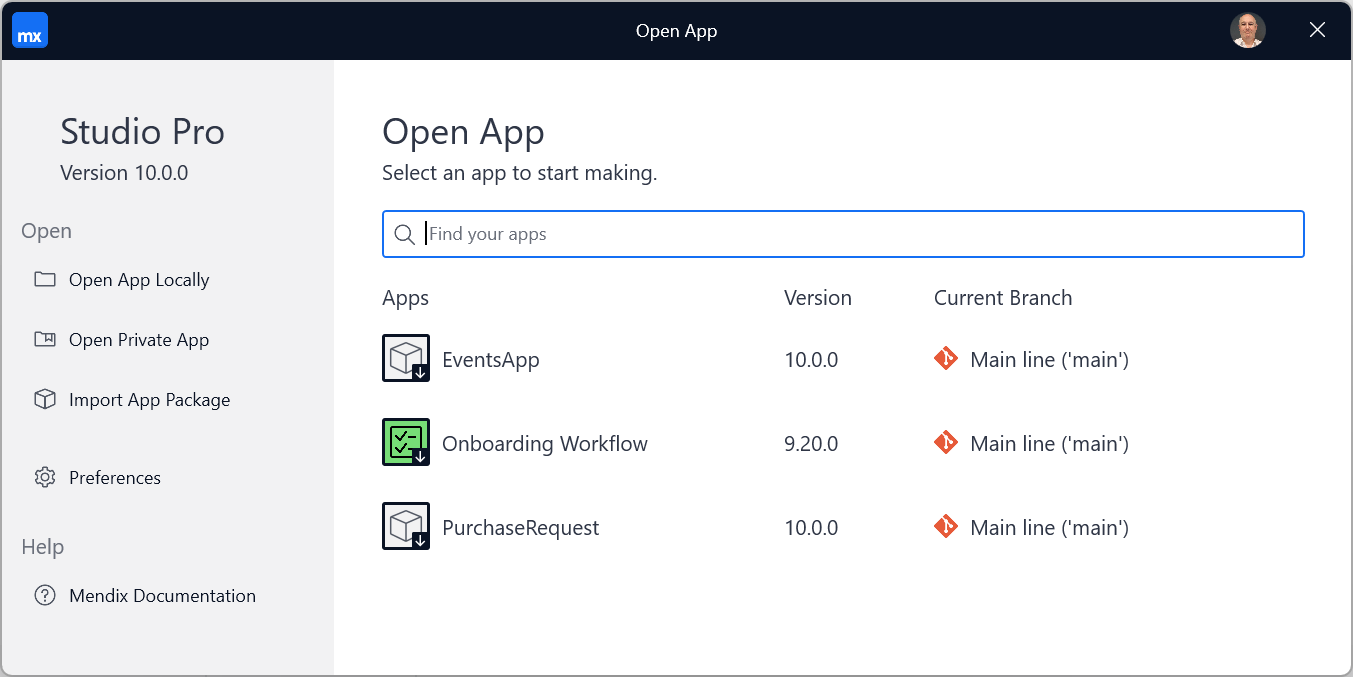 mx
Open App
Studio Pro
Version 10.0.0
Open
Open App Locally
Open Private App
Import App Package
Preferences
Help
Mendix Documentation
Open App
Select an app to start making.
Find your apps
Apps Version Current Branch
EventsApp 10.0.0 Main line ('main')
Onboarding Workflow 9.20.0 Main line ('main')
PurchaseRequest 10.0.0 Main line ('main')